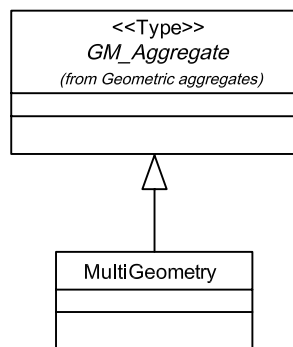 <<Type>>
GM_Aggregate
(from Geometric aggregates)
MultiGeometry